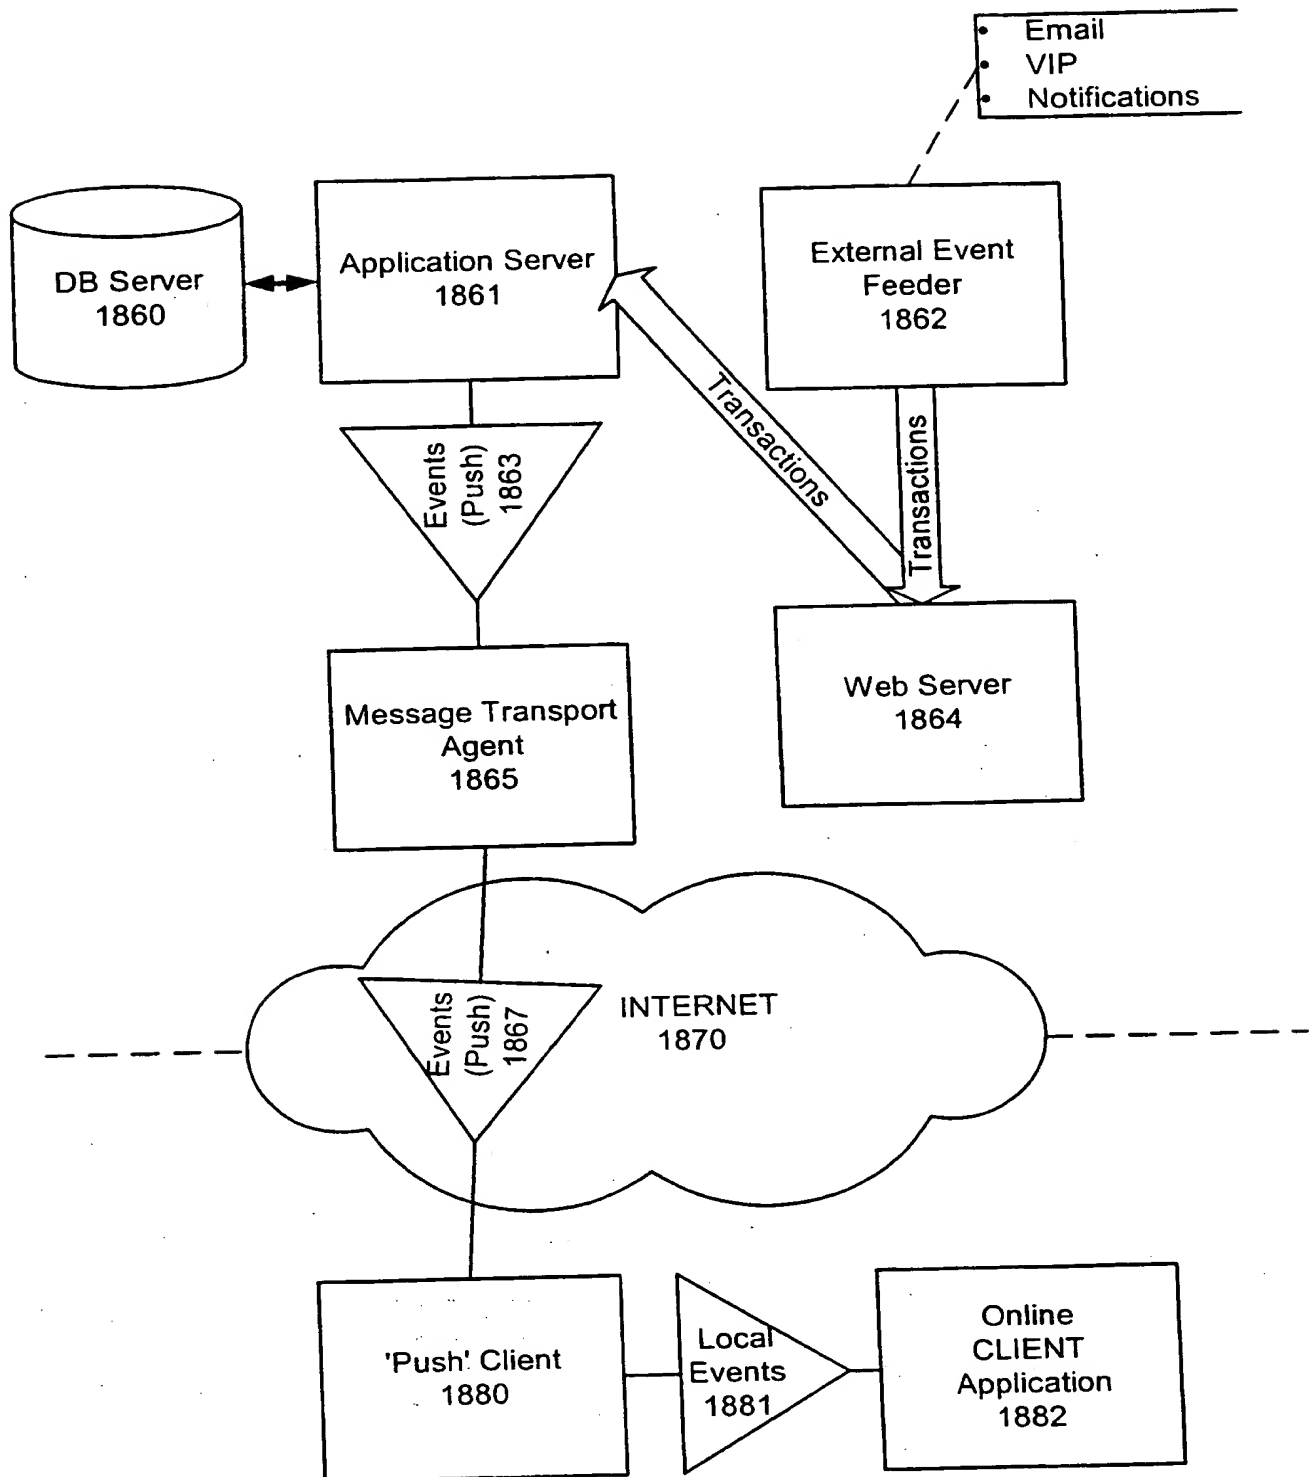 Email
VIP
Notifications
DB Server
1860
Application Server
1861
External Event
Feeder
1862
Transactions
Transactions
Events
(Push)
1863
Message Transport
Agent
1865
Web Server
1864
Events
(Push)
1867
INTERNET
1870
'Push' Client
1880
Local
Events
1881
Online
CLIENT
Application
1882